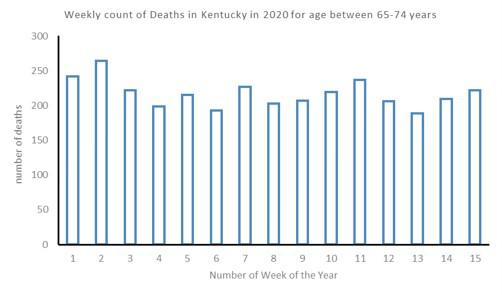 Weekly count of Deaths in Kentucky in 2020 for age between 65-74 years
300
250
200
150
100
50
0
number of deaths
1 2 3 4 5 6 7 8 9 10 11 12 13 14 15
Number of Week of the Year